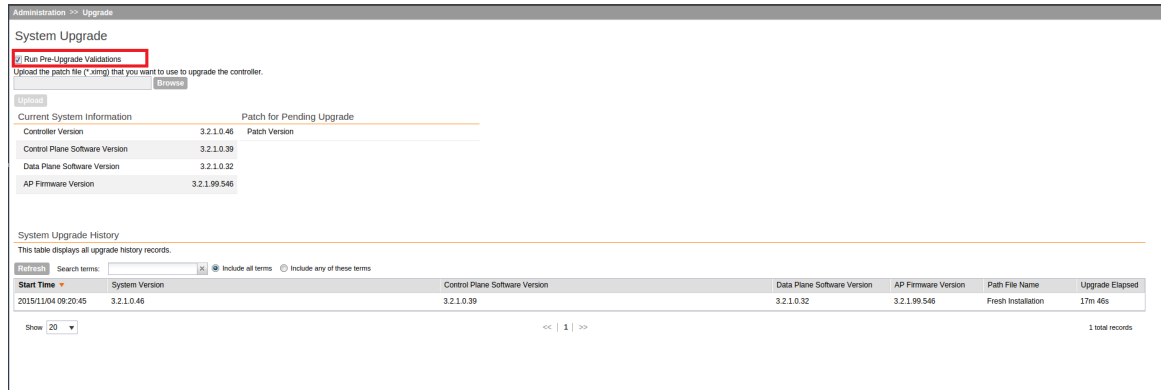 Administration >> Upgrade
System Upgrade
Run Pre-Upgrade Validations
Upload the patch file (*.ximg) that you want to use to upgrade the controller.
Browse
Upload
Current System Information Patch for Pending Upgrade
Controller Version 3.2.1.0.46 Patch Version
Control Plane Software Version 3.2.1.0.39
Data Plane Software Version 3.2.1.0.32
AP Firmware Version 3.2.1.99.546
System Upgrade History
This table displays all upgrade history records.
Refresh Search terms: x Include all terms Include any of these terms
Start Time System Version Control Plane Software Version Data Plane Software Version AP Firmware Version Path File Name Upgrade Elapsed
2015/11/04 09:20:45 3.2.1.0.46 3.2.1.0.39 3.2.1.0.32 3.2.1.99.546 Fresh Installation 17m 46s
Show 20 << | 1 | >> 1 total records